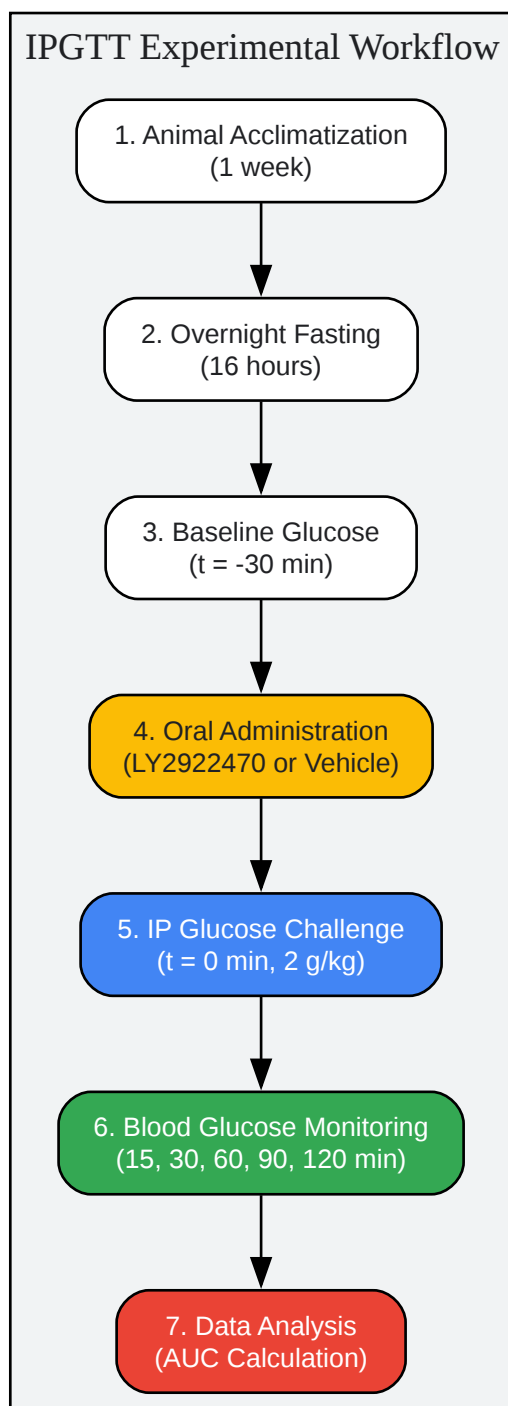 IPGTT Experimental Workflow
1. Animal Acclimatization
(1 week)
2. Overnight Fasting
(16 hours)
3. Baseline Glucose
(t = -30 min)
4. Oral Administration
(LY2922470 or Vehicle)
5. IP Glucose Challenge
(t = 0 min, 2 g/kg)
6. Blood Glucose Monitoring
(15, 30, 60, 90, 120 min)
7. Data Analysis
(AUC Calculation)